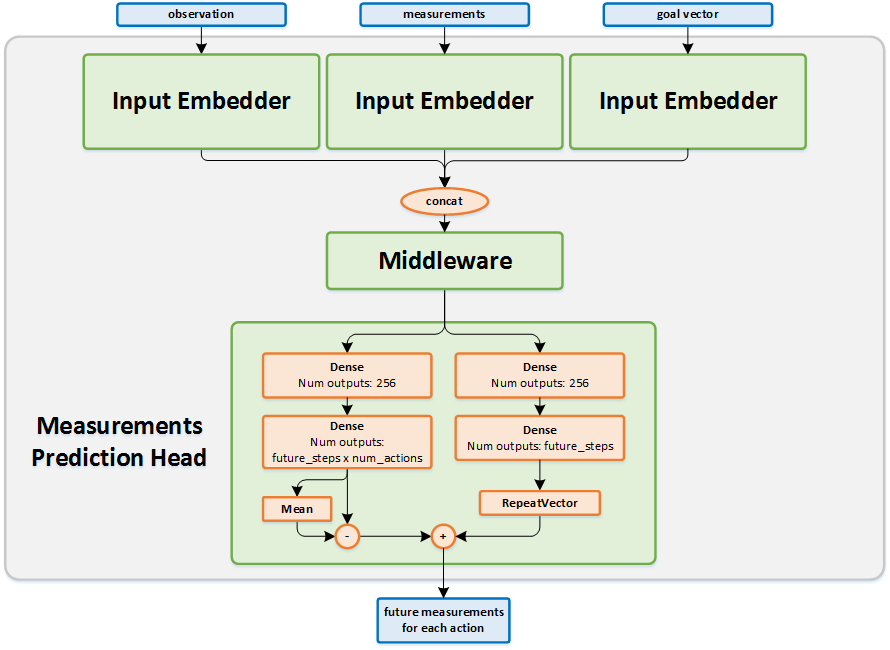 observation
measurements
goal vector
Input Embedder
Input Embedder
Input Embedder
concat
Middleware
Measurements
Prediction Head
Dense
Num outputs: 256
Dense
Num outputs: 256
Dense
Num outputs:
future_steps x num_actions
Dense
Num outputs: future_steps
Mean
RepeatVector
-
+
future measurements
for each action